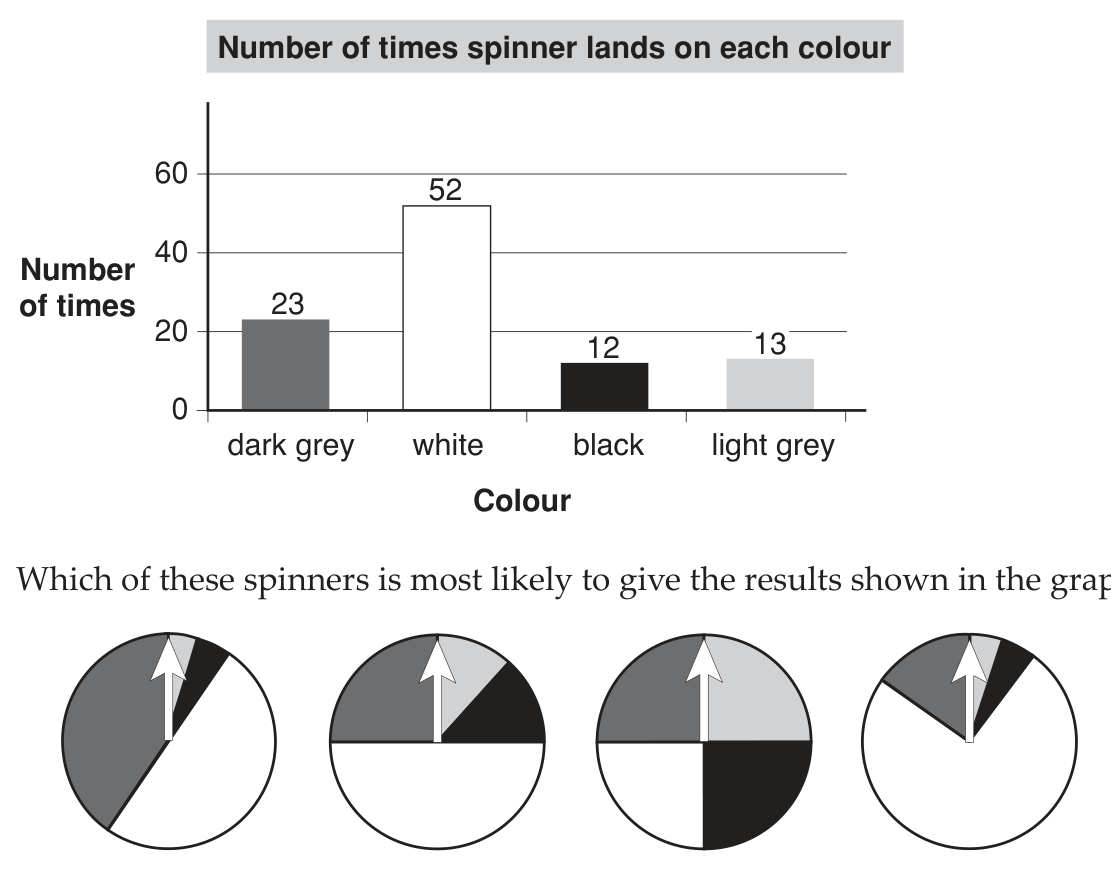 Number of times spinner lands on each colour
60
40
20
0
Number
of times
23
52
12
13
dark grey white black light grey
Colour
Which of these spinners is most likely to give the results shown in the grap